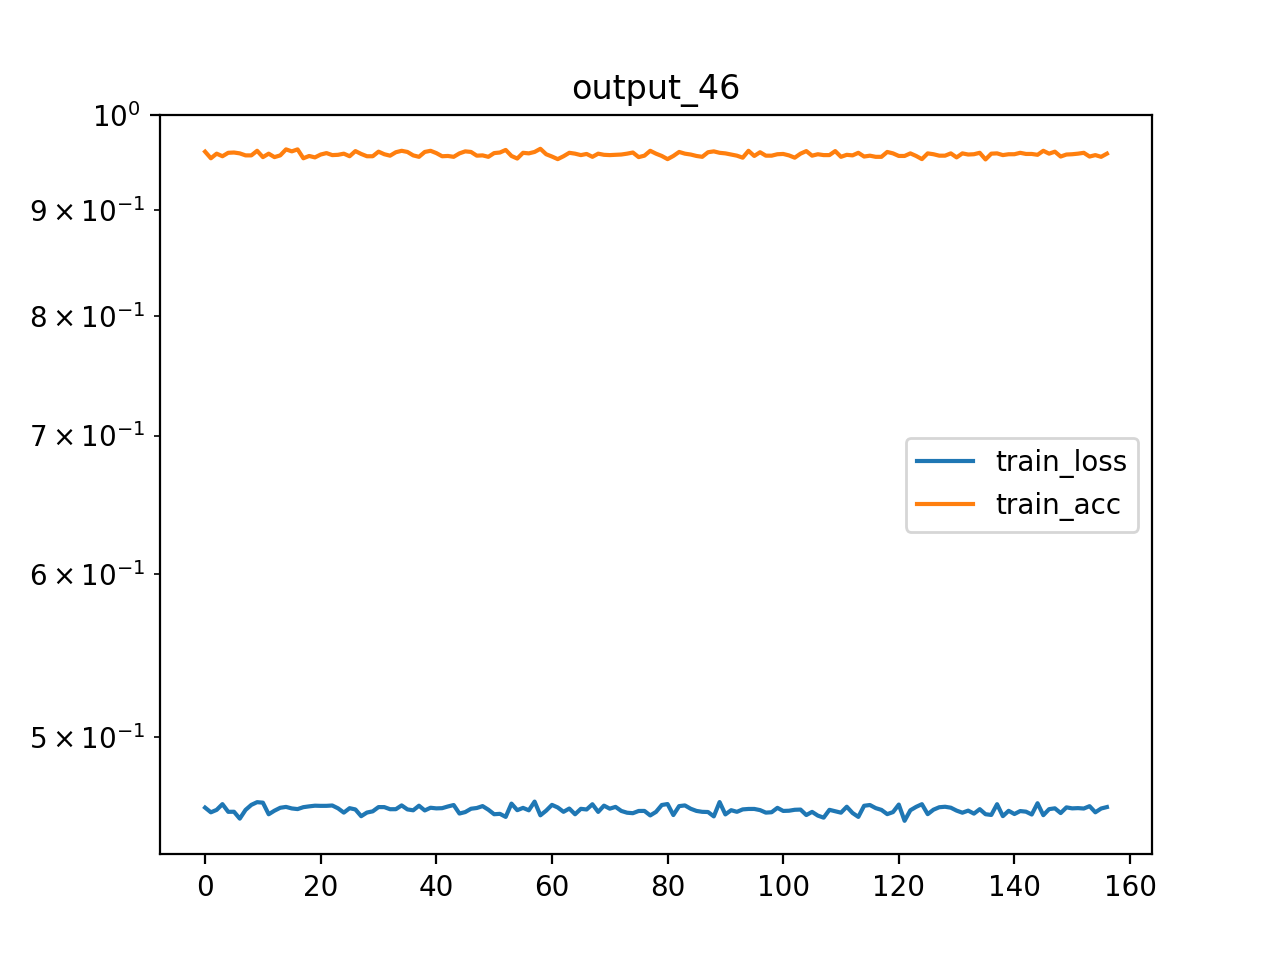 output_46
10⁰
9 × 10⁻¹
8 × 10⁻¹
7 × 10⁻¹
6 × 10⁻¹
5 × 10⁻¹
train_loss
train_acc
0 20 40 60 80 100 120 140 160